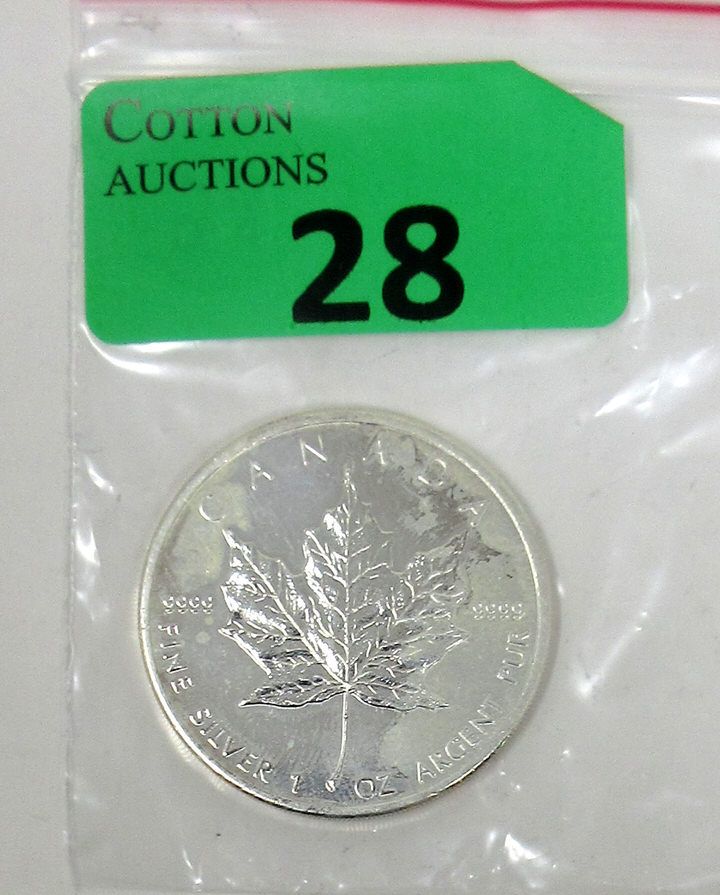 COTTON
AUCTIONS
28
CANADA
9999 9999
FINE SILVER 1 OZ ARGENT PUR